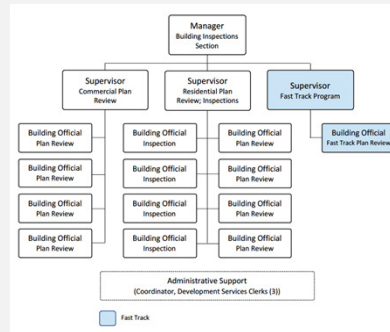 Manager
Building Inspections
Section
Supervisor
Commercial Plan
Review
Supervisor
Residential Plan
Review; Inspections
Supervisor
Fast Track Program
Building Official
Plan Review
Building Official
Inspection
Building Official
Plan Review
Building Official
Fast Track Plan Review
Building Official
Plan Review
Building Official
Inspection
Building Official
Plan Review
Building Official
Plan Review
Building Official
Inspection
Building Official
Plan Review
Building Official
Plan Review
Building Official
Inspection
Building Official
Plan Review
Administrative Support
(Coordinator, Development Services Clerks (3))
Fast Track